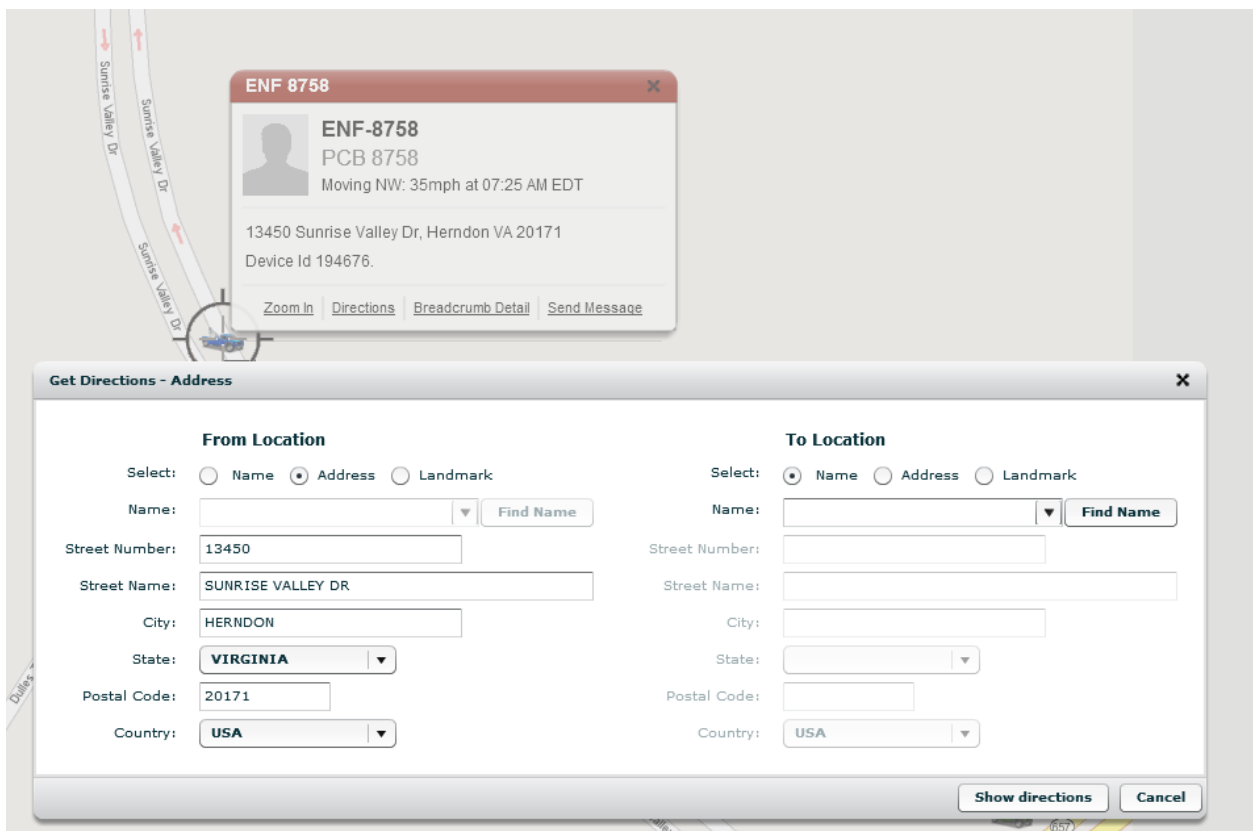 Sunrise Valley Dr
Sunrise Valley Dr
Sunrise Valley Dr
ENF 8758
ENF-8758
PCB 8758
Moving NW: 35mph at 07:25 AM EDT
13450 Sunrise Valley Dr, Herndon VA 20171
Device Id 194676.
Zoom In Directions Breadcrumb Detail Send Message
Get Directions - Address
From Location To Location
Select: Name Address Landmark Select: Name Address Landmark
Name: Find Name Name: Find Name
Street Number: 13450 Street Number:
Street Name: SUNRISE VALLEY DR Street Name:
City: HERNDON City:
State: VIRGINIA State:
Dulles
Postal Code: 20171 Postal Code:
Country: USA Country: USA
Show directions Cancel
657